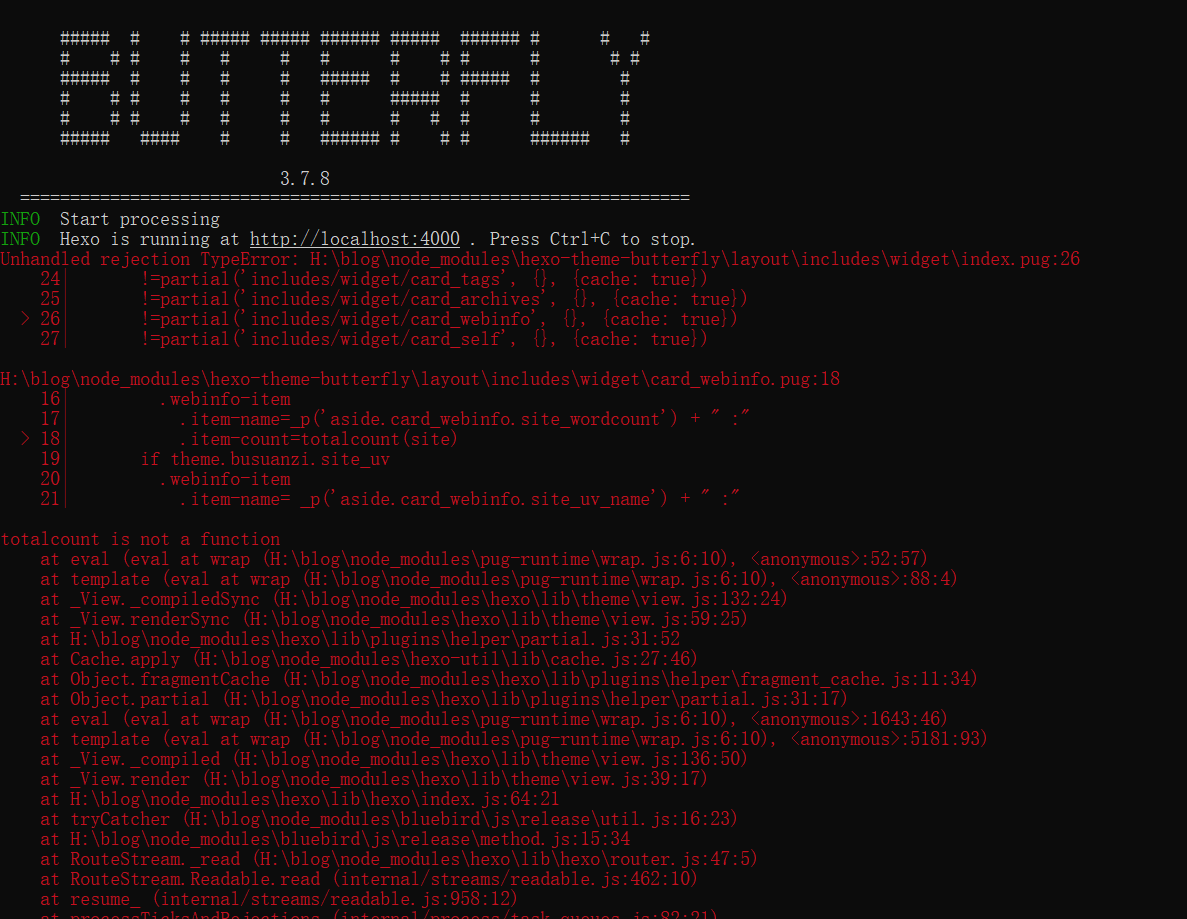 ##### # # ##### ##### ###### ##### ###### # # #
# # # # # # # # # # # # #
##### # # # # ##### # # ##### # #
# # # # # # # ##### # # #
# # # # # # # # # # # #
##### #### # # ###### # # # ###### #
3.7.8
===================================================================
INFO Start processing
INFO Hexo is running at http://localhost:4000 . Press Ctrl+C to stop.
Unhandled rejection TypeError: H:\blog\node_modules\hexo-theme-butterfly\layout\includes\widget\index.pug:26
24| !=partial('includes/widget/card_tags', {}, {cache: true})
25| !=partial('includes/widget/card_archives', {}, {cache: true})
> 26| !=partial('includes/widget/card_webinfo', {}, {cache: true})
27| !=partial('includes/widget/card_self', {}, {cache: true})
H:\blog\node_modules\hexo-theme-butterfly\layout\includes\widget\card_webinfo.pug:18
16| .webinfo-item
17| .item-name=_p('aside.card_webinfo.site_wordcount') + " :"
> 18| .item-count=totalcount(site)
19| if theme.busuanzi.site_uv
20| .webinfo-item
21| .item-name= _p('aside.card_webinfo.site_uv_name') + " :"
totalcount is not a function
at eval (eval at wrap (H:\blog\node_modules\pug-runtime\wrap.js:6:10), <anonymous>:52:57)
at template (eval at wrap (H:\blog\node_modules\pug-runtime\wrap.js:6:10), <anonymous>:88:4)
at _View._compiledSync (H:\blog\node_modules\hexo\lib\theme\view.js:132:24)
at _View.renderSync (H:\blog\node_modules\hexo\lib\theme\view.js:59:25)
at H:\blog\node_modules\hexo\lib\plugins\helper\partial.js:31:52
at Cache.apply (H:\blog\node_modules\hexo-util\lib\cache.js:27:46)
at Object.fragmentCache (H:\blog\node_modules\hexo\lib\plugins\helper\fragment_cache.js:11:34)
at Object.partial (H:\blog\node_modules\hexo\lib\plugins\helper\partial.js:31:17)
at eval (eval at wrap (H:\blog\node_modules\pug-runtime\wrap.js:6:10), <anonymous>:1643:46)
at template (eval at wrap (H:\blog\node_modules\pug-runtime\wrap.js:6:10), <anonymous>:5181:93)
at _View._compiled (H:\blog\node_modules\hexo\lib\theme\view.js:136:50)
at _View.render (H:\blog\node_modules\hexo\lib\theme\view.js:39:17)
at H:\blog\node_modules\hexo\lib\hexo\index.js:64:21
at tryCatcher (H:\blog\node_modules\bluebird\js\release\util.js:16:23)
at H:\blog\node_modules\bluebird\js\release\method.js:15:34
at RouteStream._read (H:\blog\node_modules\hexo\lib\hexo\router.js:47:5)
at RouteStream.Readable.read (internal/streams/readable.js:462:10)
at resume_ (internal/streams/readable.js:958:12)
at processTicksAndRejections (internal/process/task_queues.js:82:21)